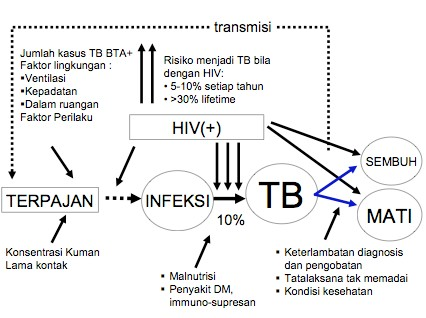 transmisi
Jumlah kasus TB BTA+
Faktor lingkungan :
▪Ventilasi
▪Kepadatan
▪Dalam ruangan
Faktor Perilaku
Risiko menjadi TB bila
dengan HIV:
• 5-10% setiap tahun
• >30% lifetime
HIV(+)
SEMBUH
TERPAJAN
INFEKSI
10%
TB
MATI
Konsentrasi Kuman
Lama kontak
▪ Malnutrisi
▪ Penyakit DM,
immuno-supresan
▪ Keterlambatan diagnosis
dan pengobatan
▪ Tatalaksana tak memadai
▪ Kondisi kesehatan